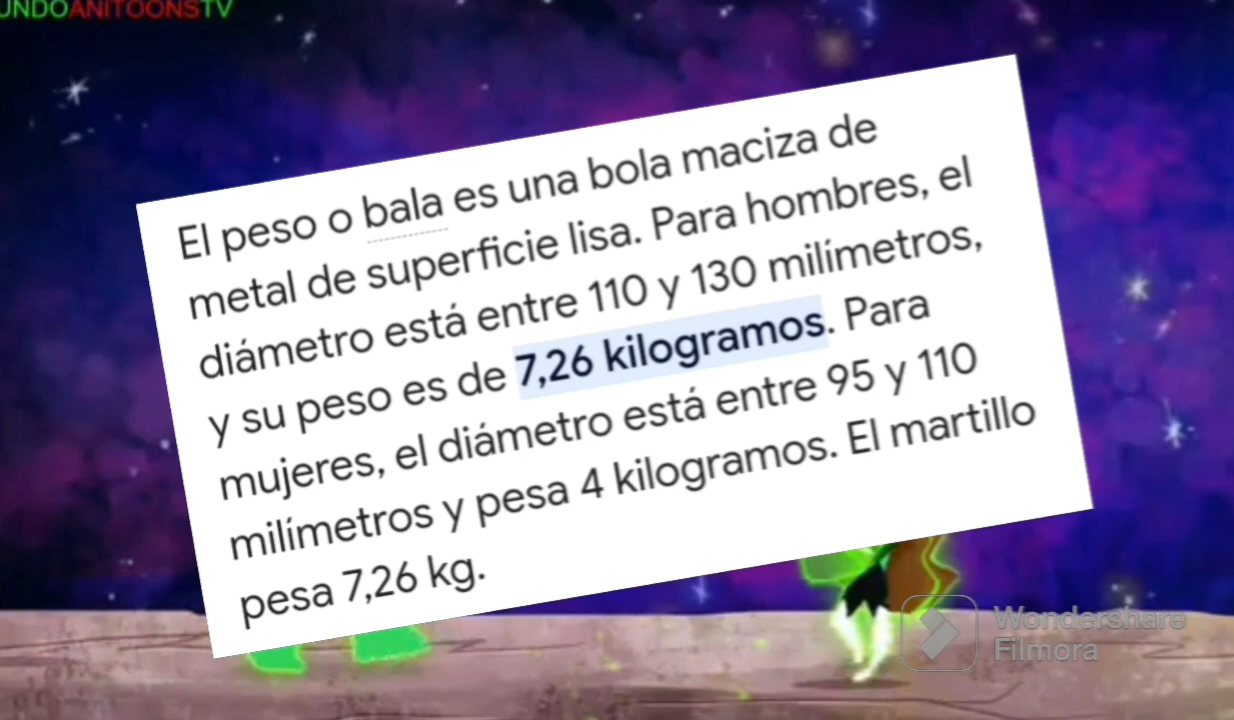 UNDOANITOONSTV
El peso o bala es una bola maciza de
metal de superficie lisa. Para hombres, el
diámetro está entre 110 y 130 milímetros,
y su peso es de 7,26 kilogramos. Para
mujeres, el diámetro está entre 95 y 110
milímetros y pesa 4 kilogramos. El martillo
pesa 7,26 kg.
Wondershare
Filmora